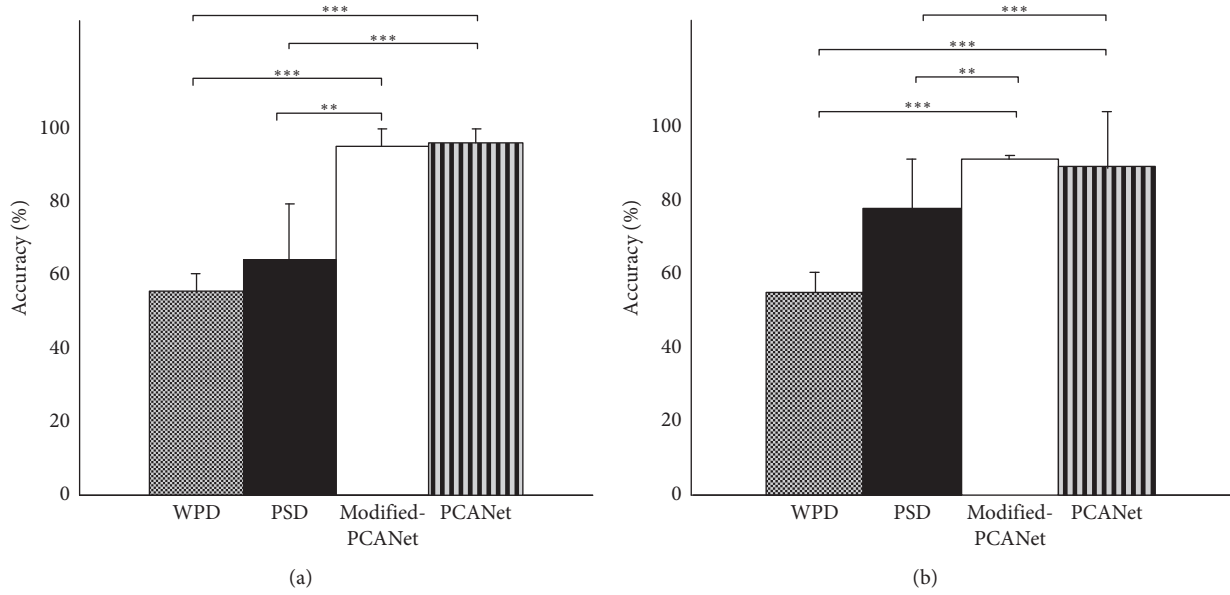 ***
***
***
**
100
80
60
40
20
0
Accuracy (%)
WPD PSD Modified- PCANet
PCANet
(a)
***
***
**
***
100
80
60
40
20
0
Accuracy (%)
WPD PSD Modified- PCANet
PCANet
(b)